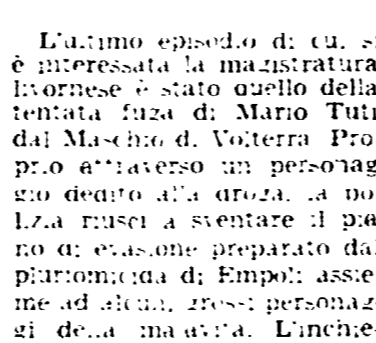 L'ultimo episodio di cui si
è interessata la magistratura
livornese è stato quello della
tentata fuga di Mario Tuti
dal Maschio di Volterra Pro
prio attraverso un personag
gio dedito alla droga, la po
lizia riuscì a sventare il pia
no di evasione preparato dal
pluriomicida di Empoli assie
me ad alcuni grossi personag-
gi della malavita. L'inchie-